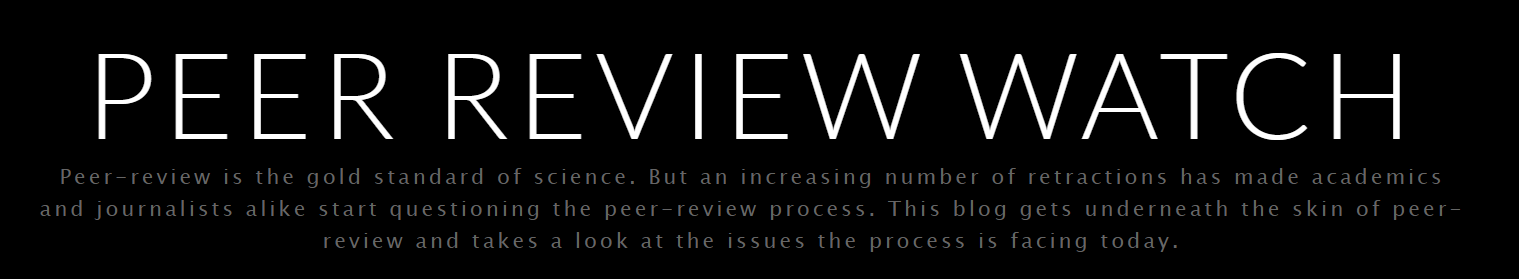 PEER REVIEW WATCH
Peer-review is the gold standard of science. But an increasing number of retractions has made academics
and journalists alike start questioning the peer-review process. This blog gets underneath the skin of peer-
review and takes a look at the issues the process is facing today.